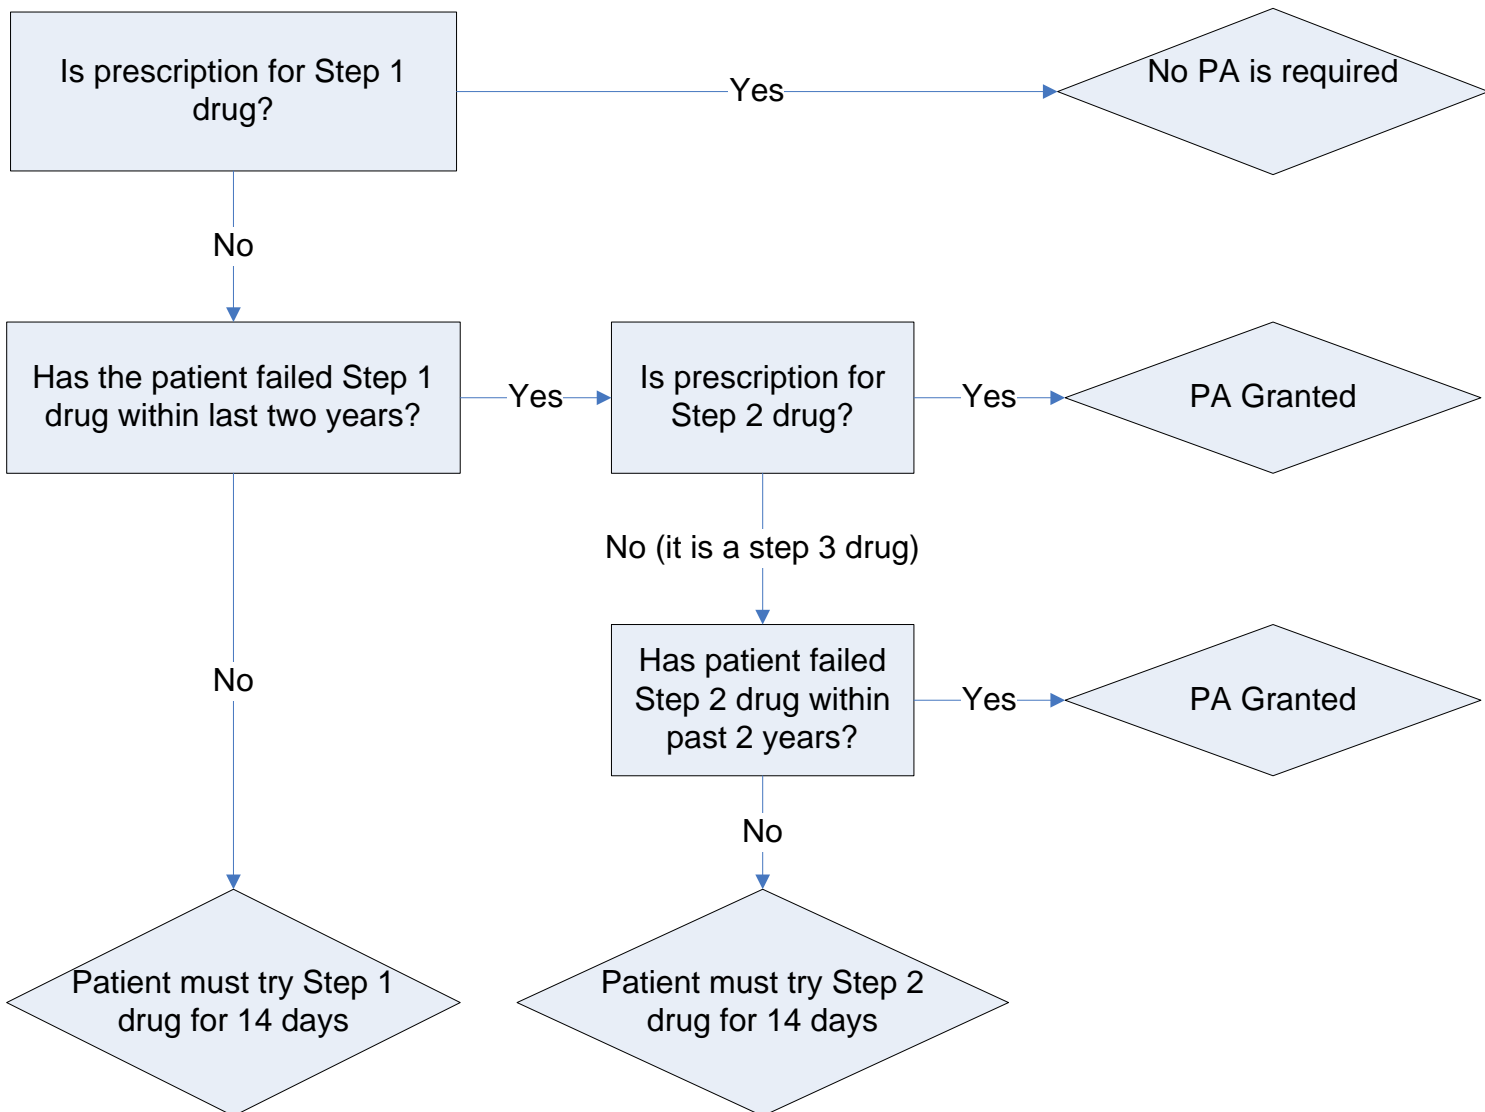 Is prescription for Step 1
drug?
Yes
No PA is required
No
Has the patient failed Step 1
drug within last two years?
Yes
Is prescription for
Step 2 drug?
Yes
PA Granted
No (it is a step 3 drug)
No
Has patient failed
Step 2 drug within
past 2 years?
Yes
PA Granted
No
Patient must try Step 1
drug for 14 days
Patient must try Step 2
drug for 14 days